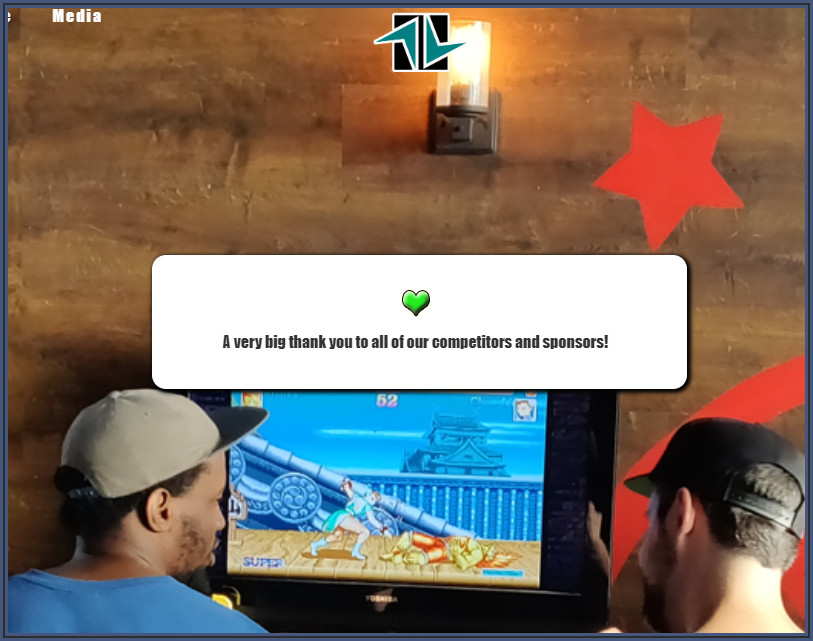 Media
A very big thank you to all of our competitors and sponsors!
52
SUPER
TOSHIBA